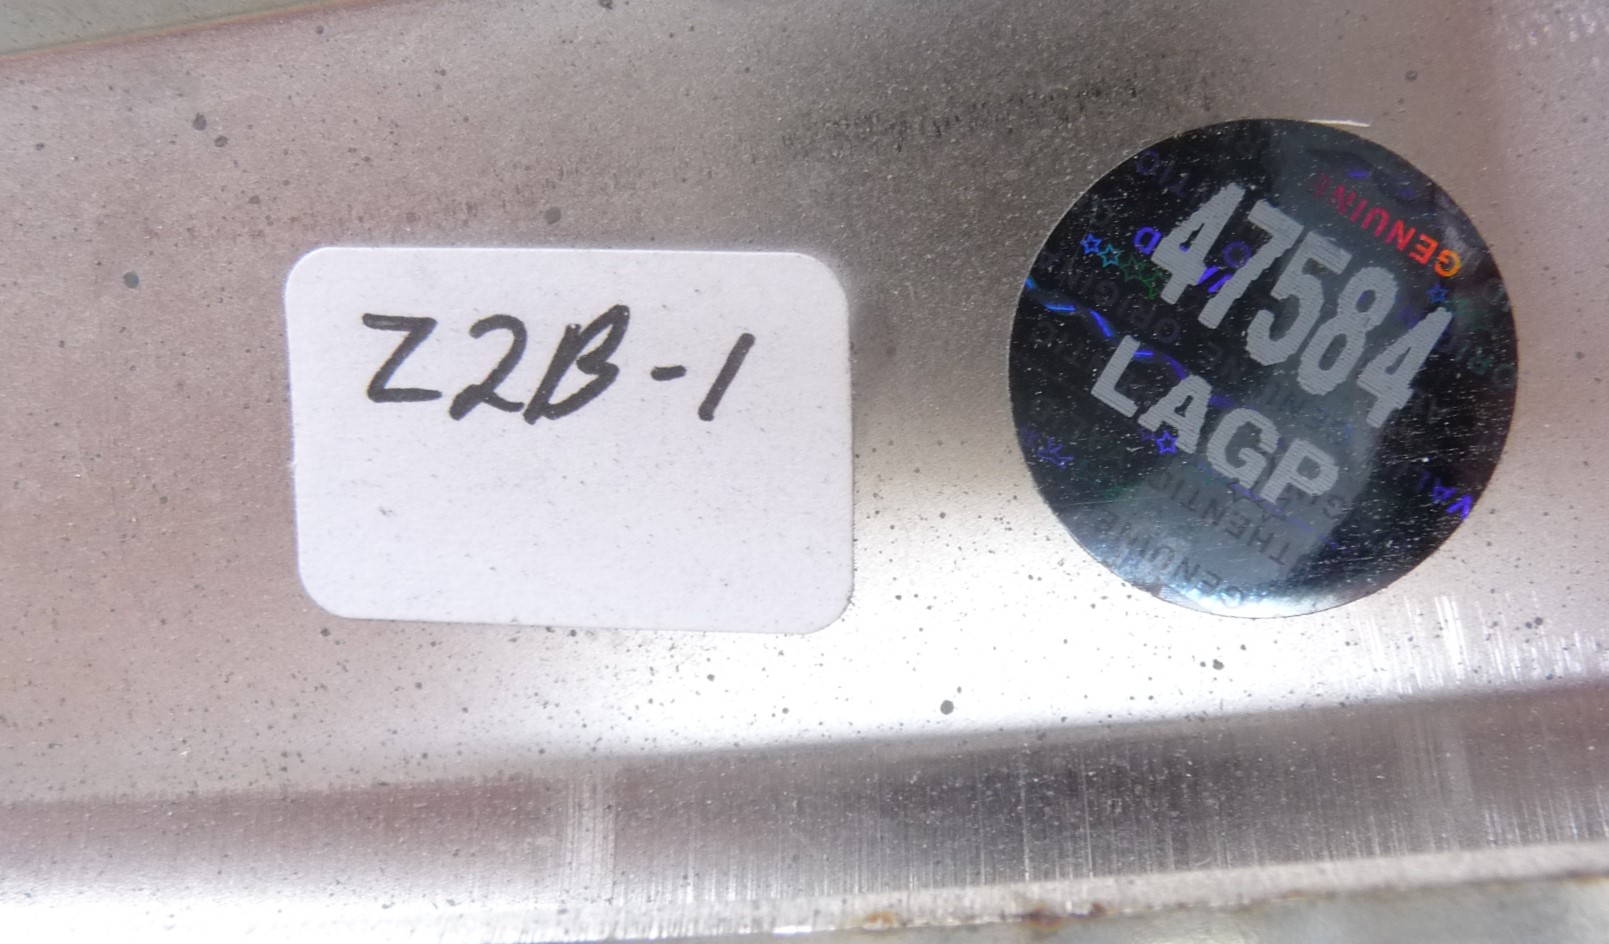 Z2B-1
47584
LAGP
GENUINE